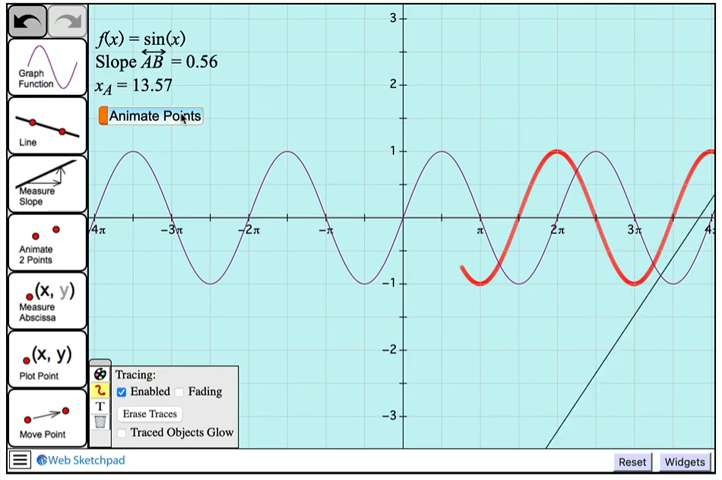 f(x) = sin(x)
Slope AB = 0.56
xA = 13.57
Animate Points
Graph
Function
Line
Measure
Slope
Animate
2 Points
(x, y)
Measure
Abscissa
(x, y)
Plot Point
Move Point
3
2
1
-1
-2
-3
4π
-3π
-2π
-π
π
2π
3π
4
Tracing:
Enabled Fading
T
Erase Traces
Traced Objects Glow
Web Sketchpad
Reset Widgets